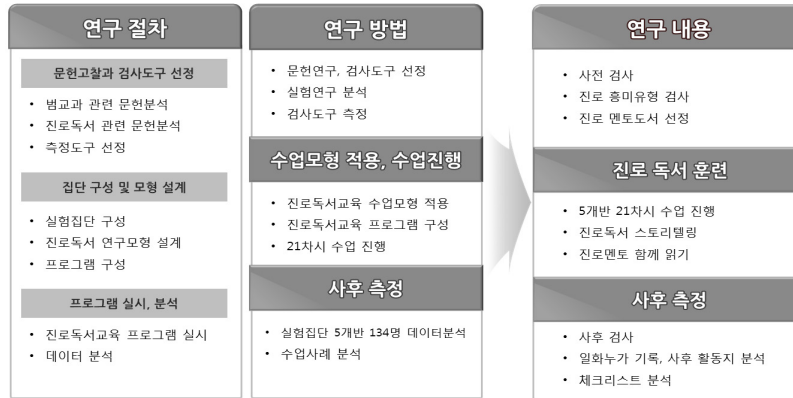 연구 절차
문헌고찰과 검사도구 선정
• 범교과 관련 문헌분석
• 진로독서 관련 문헌분석
• 측정도구 선정
집단 구성 및 모형 설계
• 실험집단 구성
• 진로독서 연구모형 설계
• 프로그램 구성
프로그램 실시, 분석
• 진로독서교육 프로그램 실시
• 데이터 분석
연구 방법
• 문헌연구, 검사도구 선정
• 실험연구 분석
• 검사도구 측정
수업모형 적용, 수업진행
• 진로독서교육 수업모형 적용
• 진로독서교육 프로그램 구성
• 21차시 수업 진행
사후 측정
• 실험집단 5개반 134명 데이터분석
• 수업사례 분석
연구 내용
• 사전 검사
• 진로 흥미유형 검사
• 진로 멘토도서 선정
진로 독서 훈련
• 5개반 21차시 수업 진행
• 진로독서 스토리텔링
• 진로멘토 함께 읽기
사후 측정
• 사후 검사
• 일화누가 기록, 사후 활동지 분석
• 체크리스트 분석